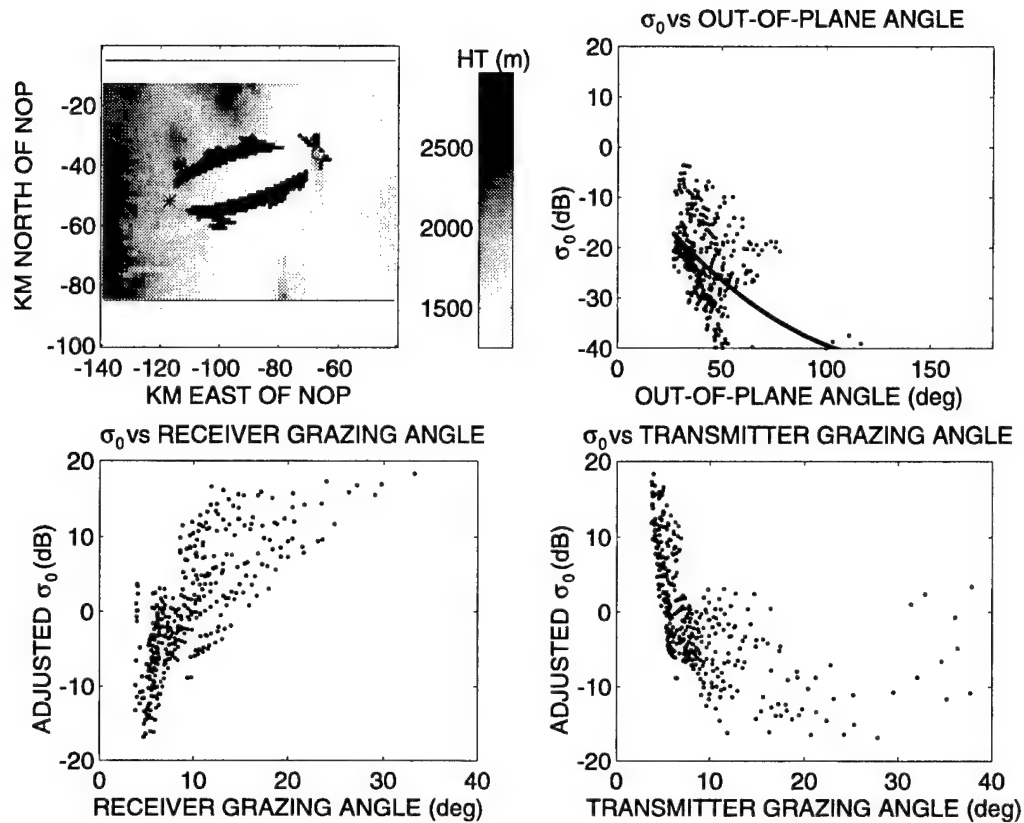 σ₀ vs OUT-OF-PLANE ANGLE
HT (m)
KM NORTH OF NOP
-20
-40
-60
-80
-100
-140 -120 -100 -80 -60
KM EAST OF NOP
2500
2000
1500
σ₀ (dB)
20
10
0
-10
-20
-30
-40
0 50 100 150
OUT-OF-PLANE ANGLE (deg)
σ₀ vs RECEIVER GRAZING ANGLE
ADJUSTED σ₀ (dB)
20
10
0
-10
-20
0 10 20 30 40
RECEIVER GRAZING ANGLE (deg)
σ₀ vs TRANSMITTER GRAZING ANGLE
ADJUSTED σ₀ (dB)
20
10
0
-10
-20
0 10 20 30 40
TRANSMITTER GRAZING ANGLE (deg)